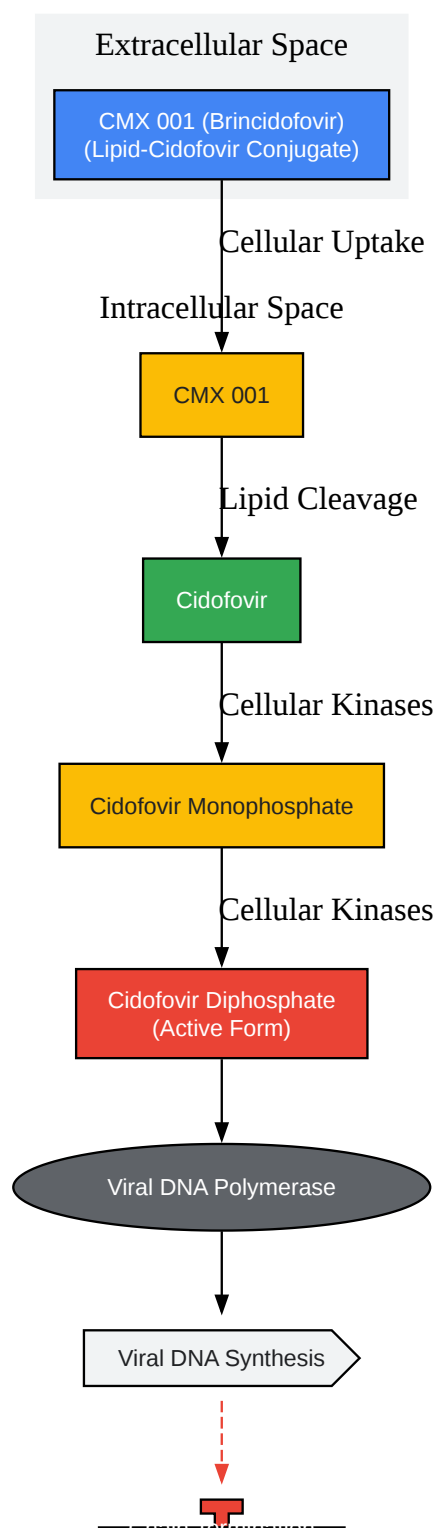 Extracellular Space
CMX 001 (Brincidofovir)
(Lipid-Cidofovir Conjugate)
Cellular Uptake
Intracellular Space
CMX 001
Lipid Cleavage
Cidofovir
Cellular Kinases
Cidofovir Monophosphate
Cellular Kinases
Cidofovir Diphosphate
(Active Form)
Viral DNA Polymerase
Viral DNA Synthesis